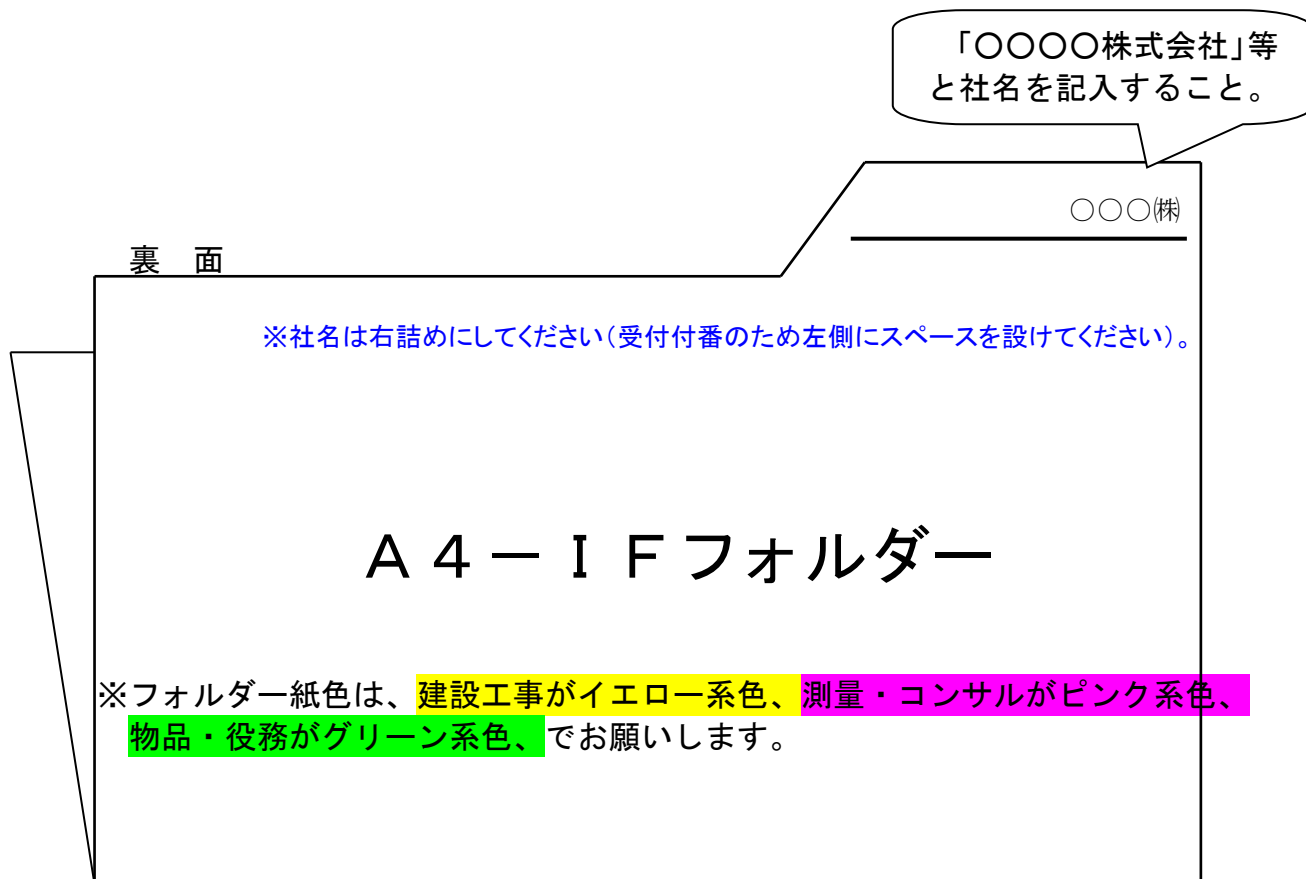 「○○○○株式会社」等
と社名を記入すること。
○○○㈱
裏　面
※社名は右詰めにしてください（受付付番のため左側にスペースを設けてください）。
Ａ４－ＩＦフォルダー
※フォルダー紙色は、建設工事がイエロー系色、測量・コンサルがピンク系色、
物品・役務がグリーン系色、でお願いします。